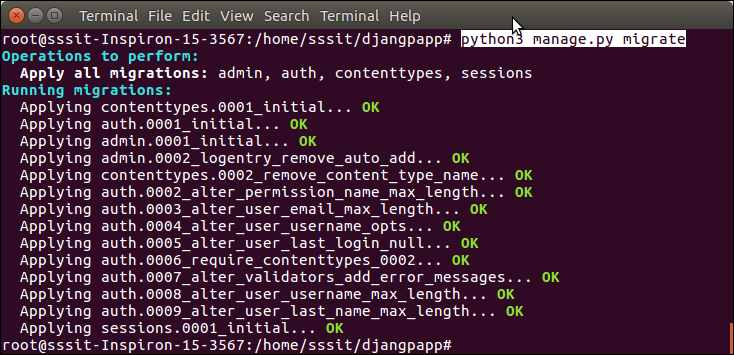 Terminal File Edit View Search Terminal Help
root@sssit-Inspiron-15-3567:/home/sssit/djangpapp# python3 manage.py migrate
Operations to perform:
  Apply all migrations: admin, auth, contenttypes, sessions
Running migrations:
  Applying contenttypes.0001_initial... OK
  Applying auth.0001_initial... OK
  Applying admin.0001_initial... OK
  Applying admin.0002_logentry_remove_auto_add... OK
  Applying contenttypes.0002_remove_content_type_name... OK
  Applying auth.0002_alter_permission_name_max_length... OK
  Applying auth.0003_alter_user_email_max_length... OK
  Applying auth.0004_alter_user_username_opts... OK
  Applying auth.0005_alter_user_last_login_null... OK
  Applying auth.0006_require_contenttypes_0002... OK
  Applying auth.0007_alter_validators_add_error_messages... OK
  Applying auth.0008_alter_user_username_max_length... OK
  Applying auth.0009_alter_user_last_name_max_length... OK
  Applying sessions.0001_initial... OK
root@sssit-Inspiron-15-3567:/home/sssit/djangpapp#